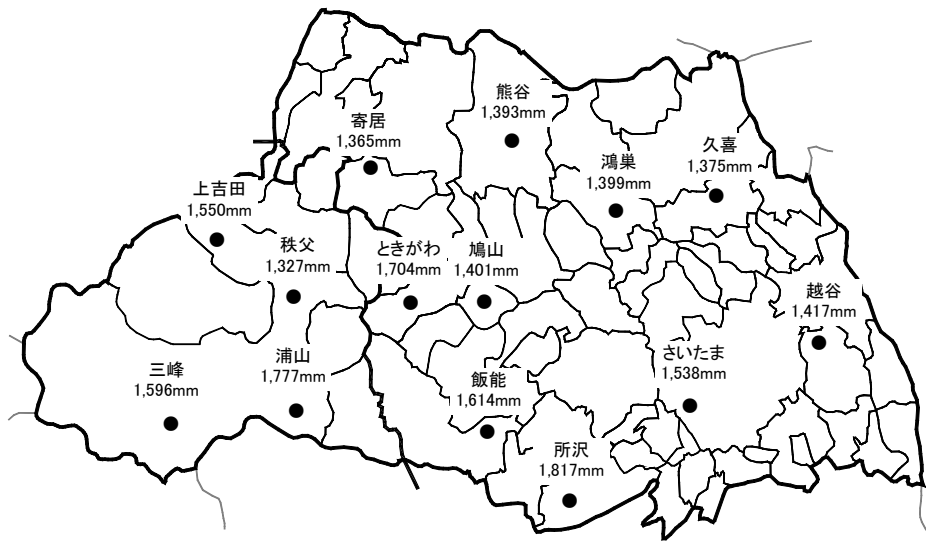 熊谷
1,393mm
寄居
1,365mm
久喜
1,375mm
鴻巣
1,399mm
上吉田
1,550mm
秩父
1,327mm
ときがわ
1,704mm
鳩山
1,401mm
越谷
1,417mm
三峰
1,596mm
浦山
1,777mm
さいたま
1,538mm
飯能
1,614mm
所沢
1,817mm